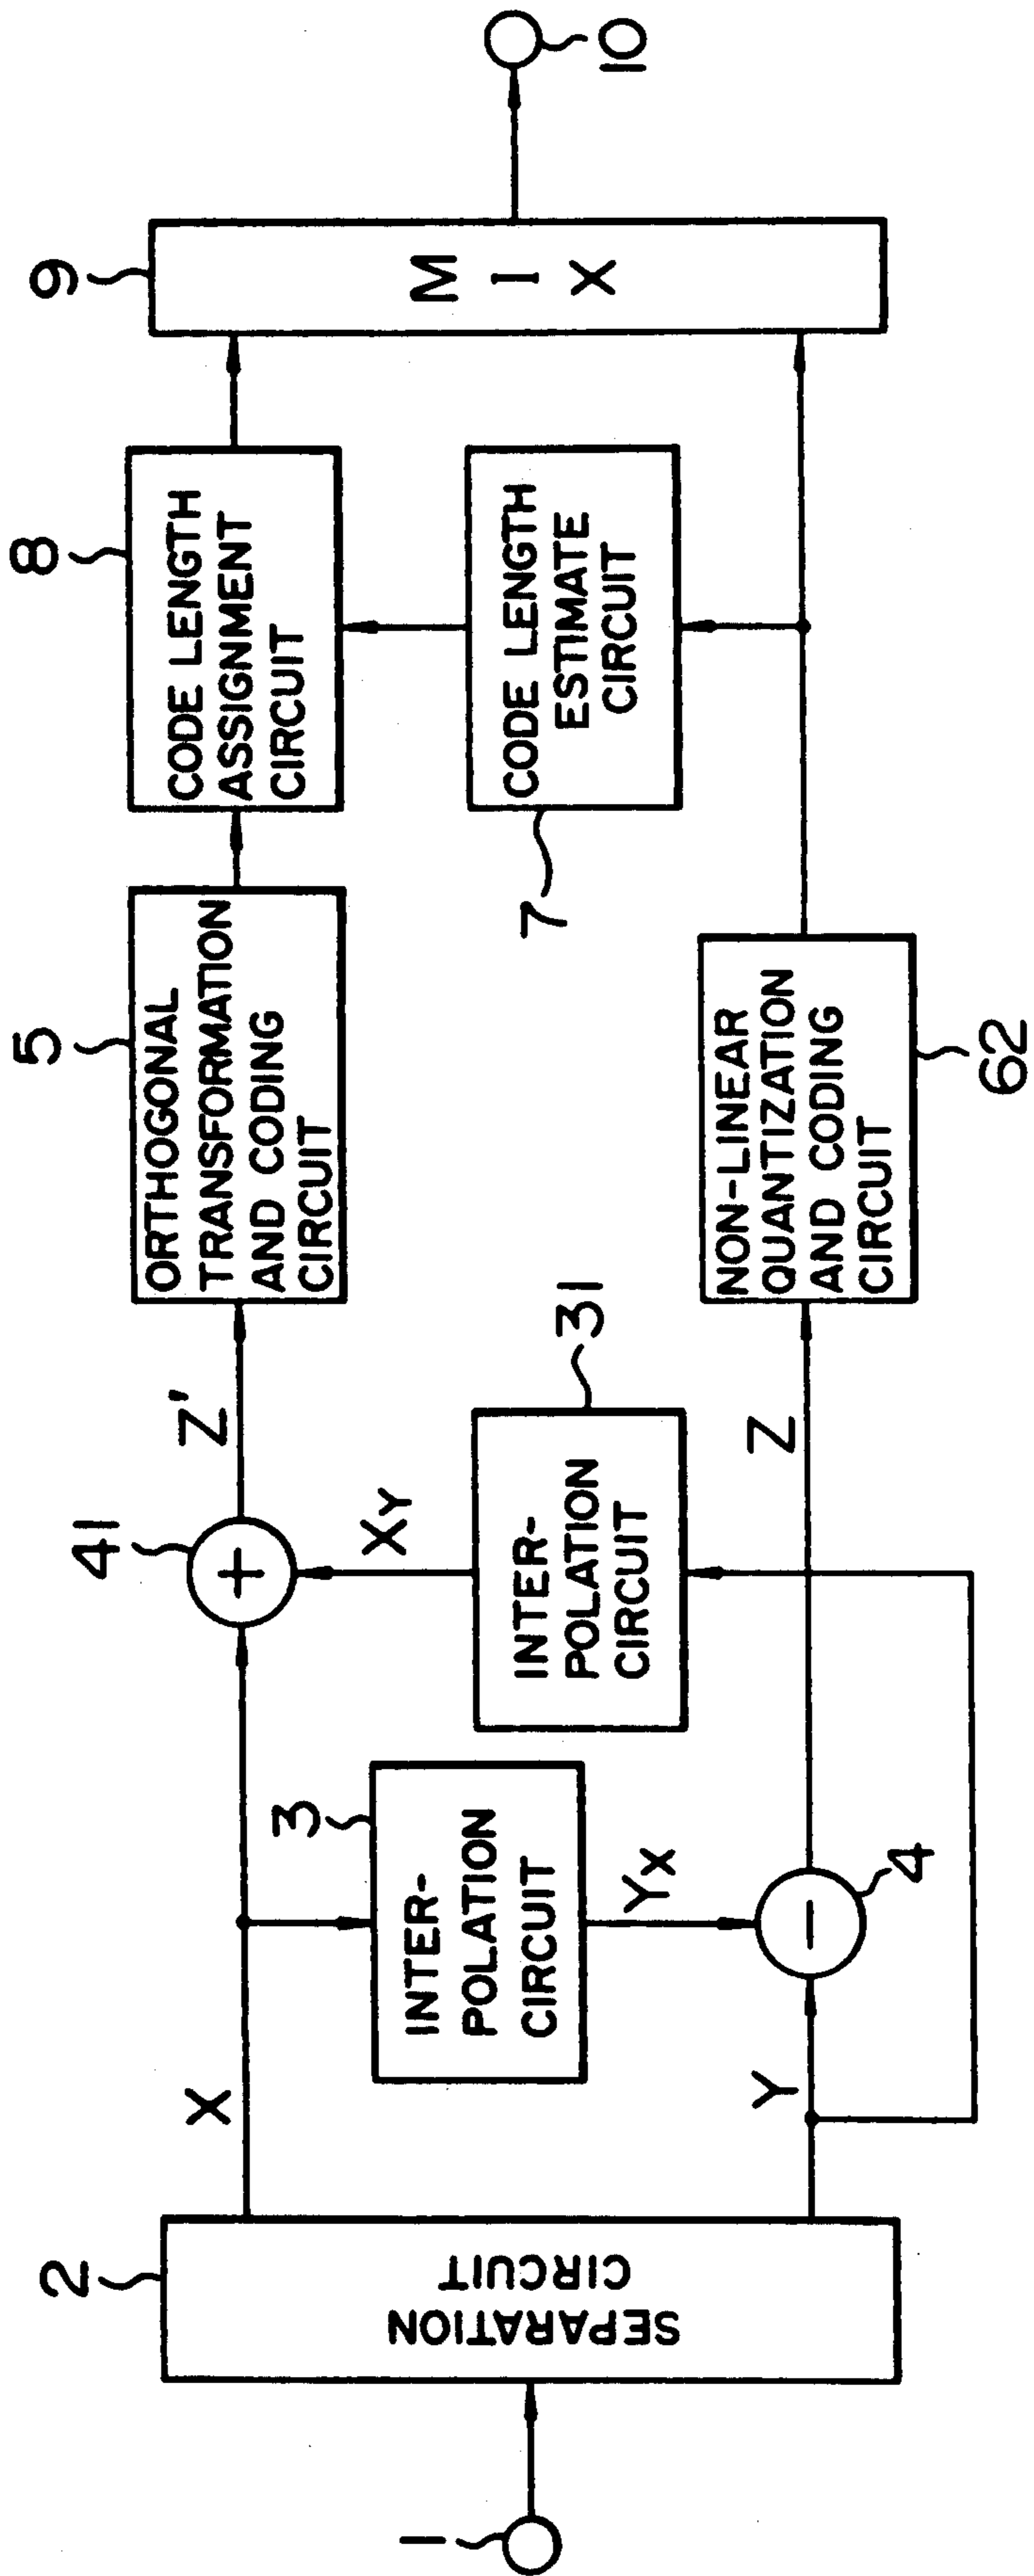 1
2
SEPARATION
CIRCUIT
X
Y
3
INTER-
POLATION
CIRCUIT
YX
4
41
XY
31
INTER-
POLATION
CIRCUIT
Z'
Z
5
ORTHOGONAL
TRANSFORMATION
AND CODING
CIRCUIT
NON-LINEAR
QUANTIZATION
AND CODING
CIRCUIT
62
8
CODE LENGTH
ASSIGNMENT
CIRCUIT
7
CODE LENGTH
ESTIMATE
CIRCUIT
9
M
I
X
10
+
−